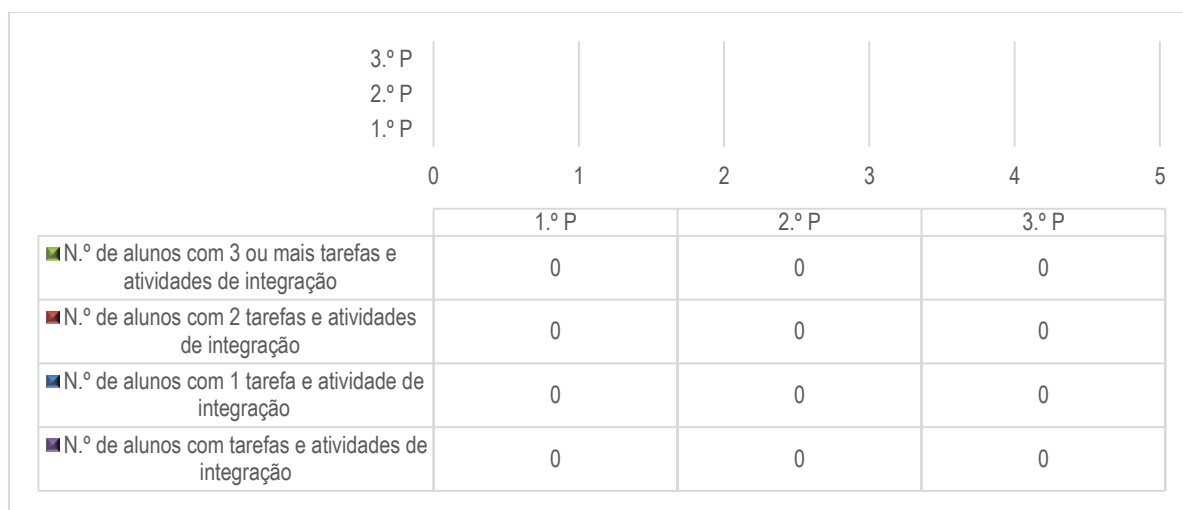 3.º P
2.º P
1.º P
0 1 2 3 4 5
1.º P 2.º P 3.º P
N.º de alunos com 3 ou mais tarefas e
atividades de integração
0 0 0
N.º de alunos com 2 tarefas e atividades
de integração
0 0 0
N.º de alunos com 1 tarefa e atividade de
integração
0 0 0
N.º de alunos com tarefas e atividades de
integração
0 0 0